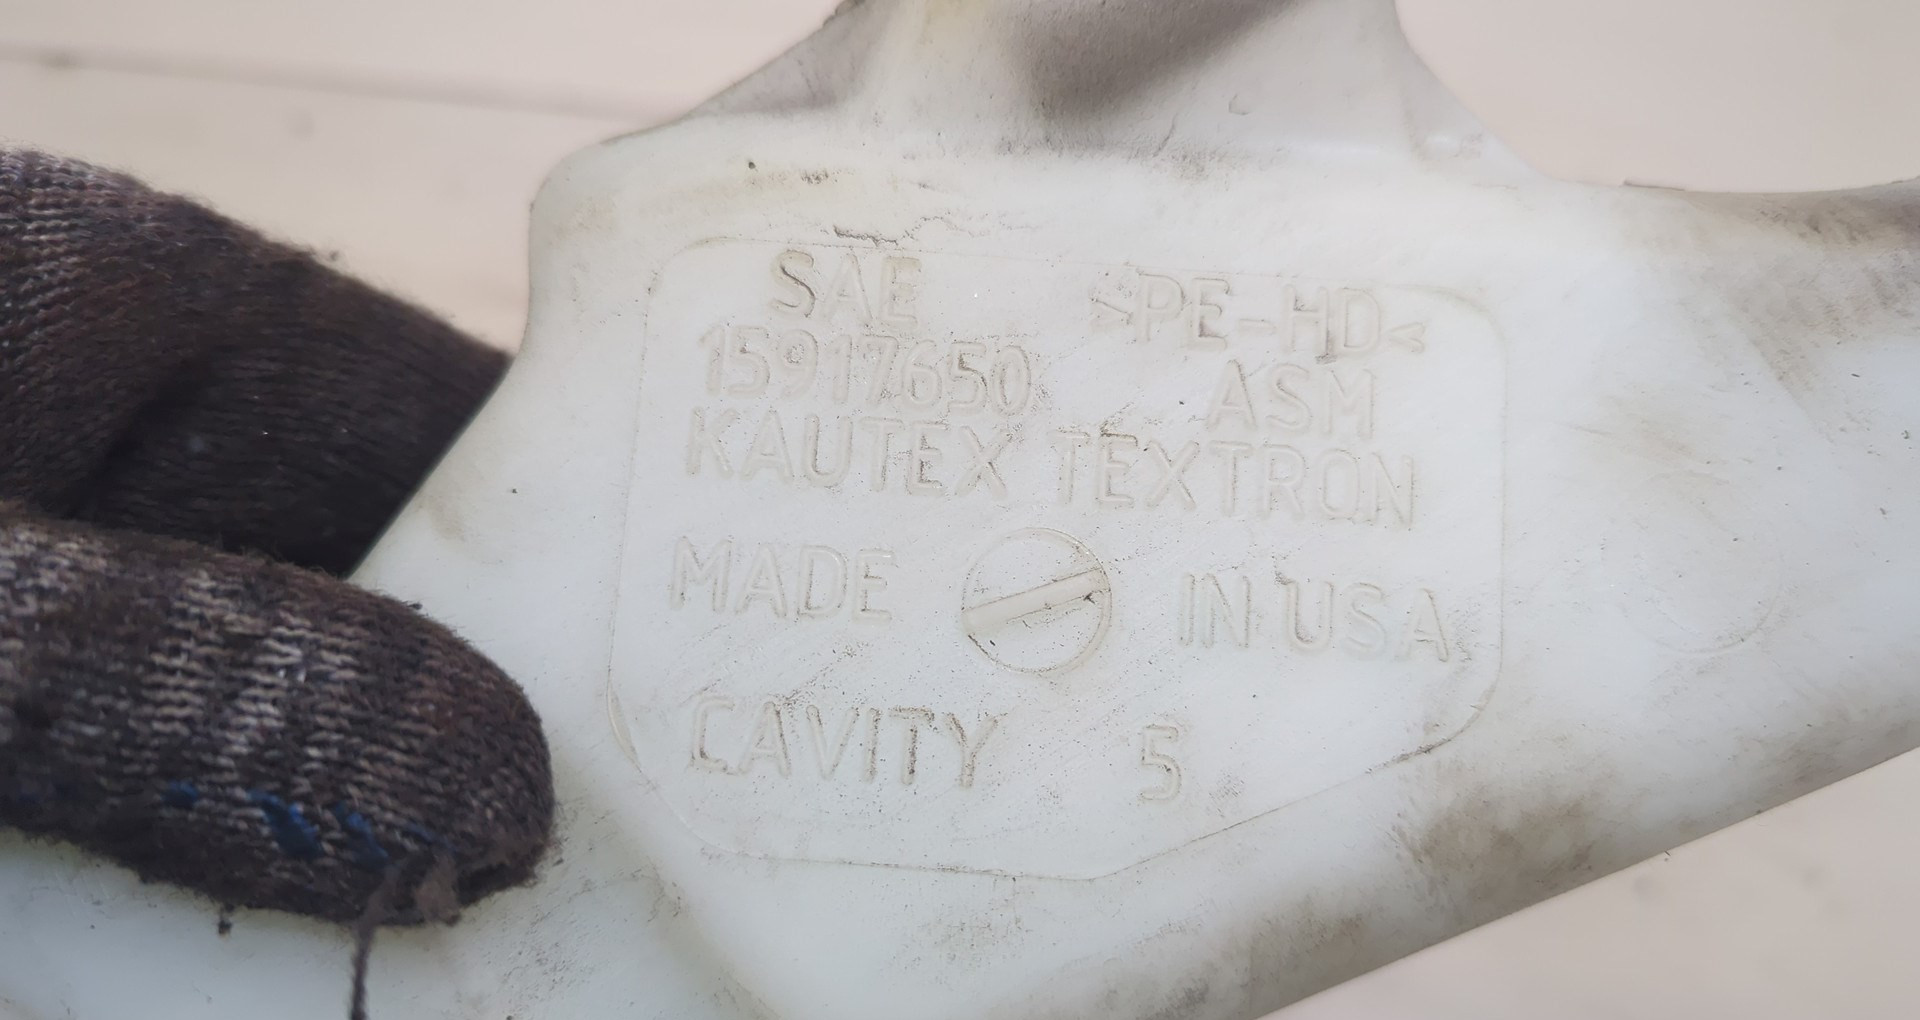 SAE >PE-HD<
15917650 ASM
KAUTEX TEXTRON
MADE IN USA
CAVITY 5